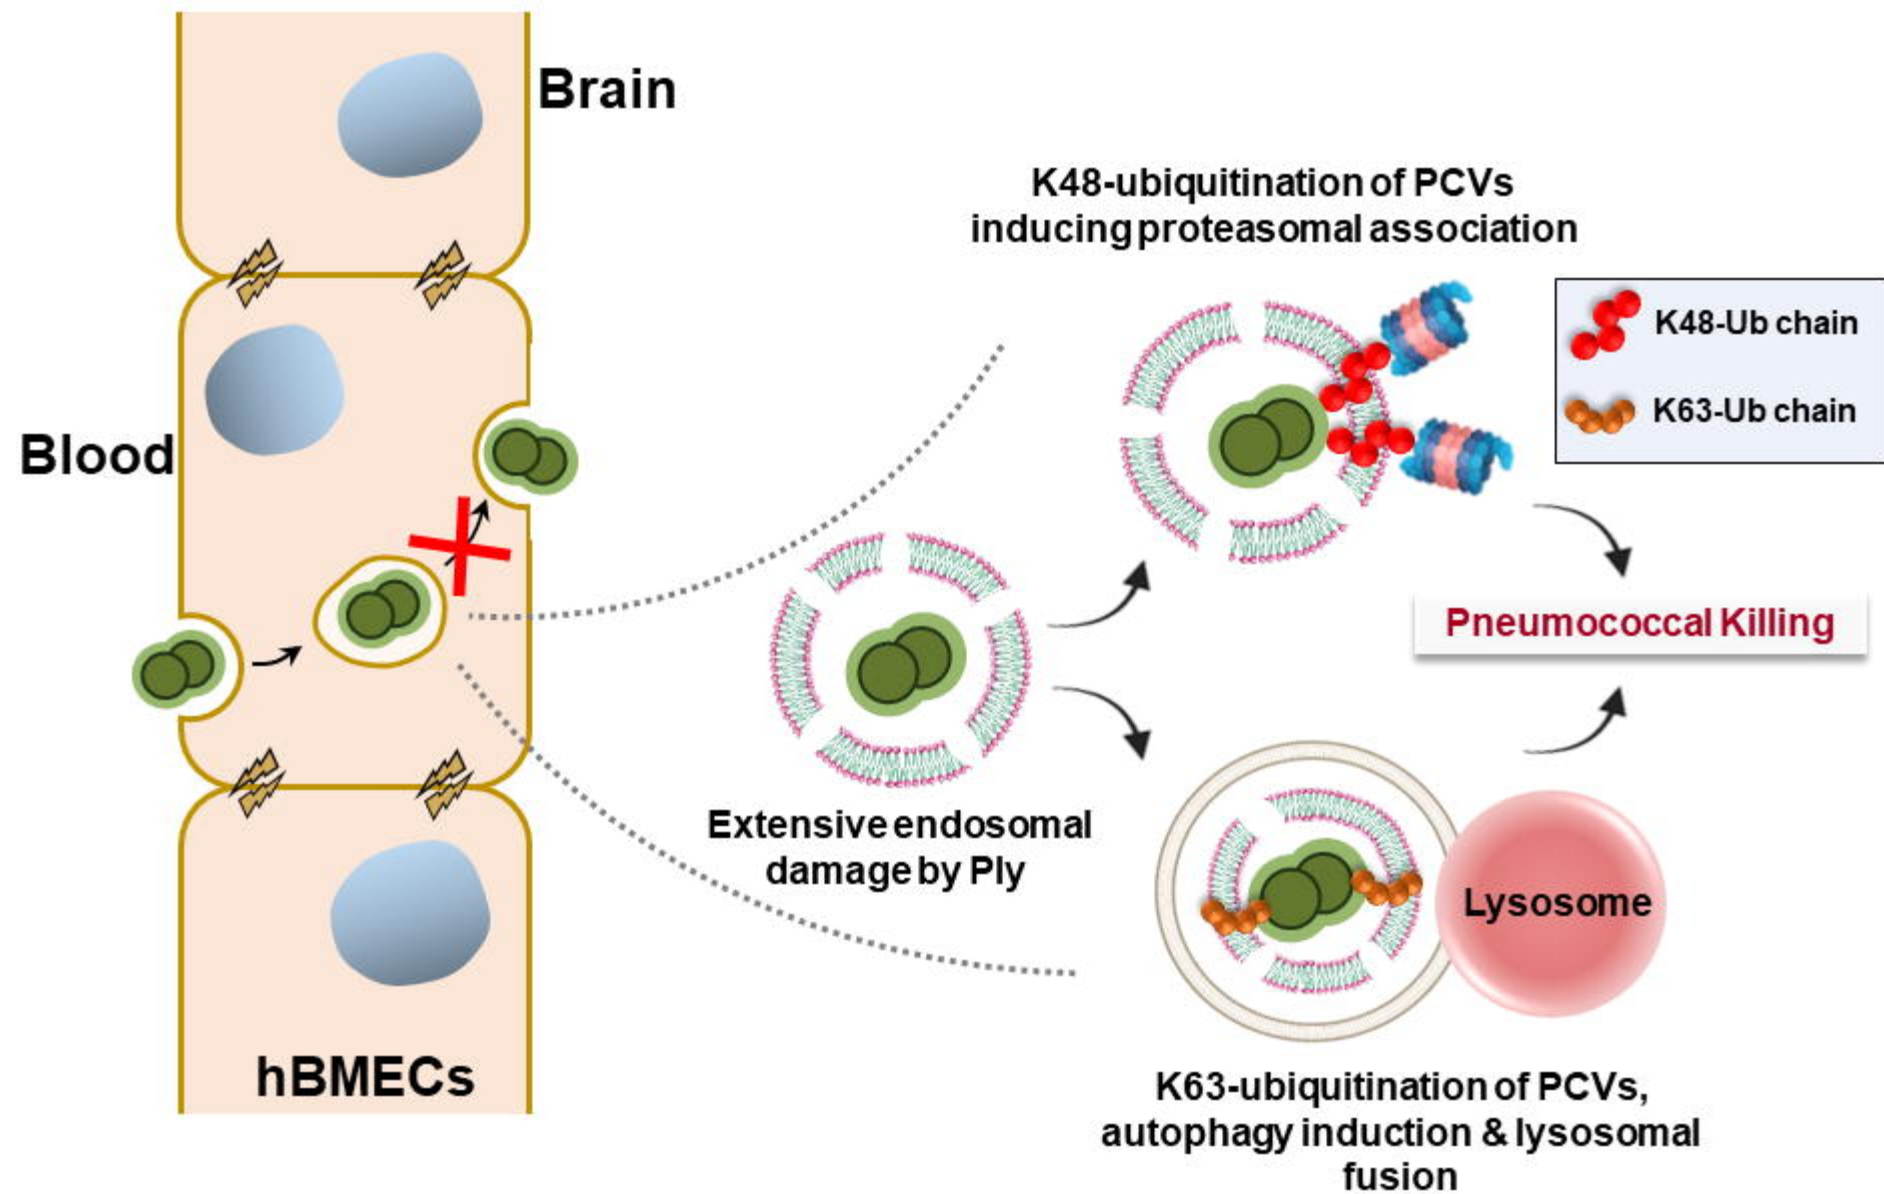 Brain
Blood
hBMECs
K48-ubiquitination of PCVs
inducing proteasomal association
K48-Ub chain
K63-Ub chain
Pneumococcal Killing
Extensive endosomal
damage by Ply
Lysosome
K63-ubiquitination of PCVs,
autophagy induction & lysosomal
fusion